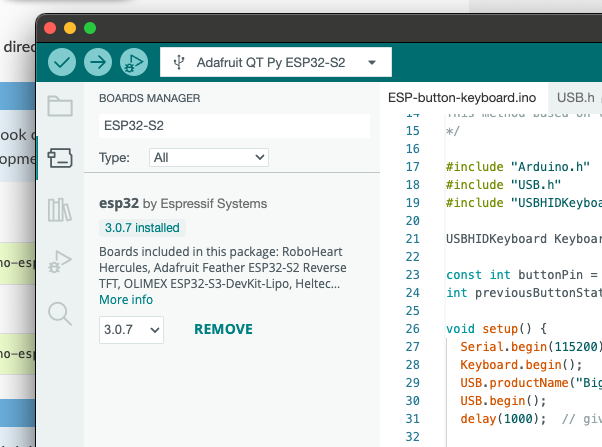 direc
ook
opme
no-esp
no-esp
Adafruit QT Py ESP32-S2
BOARDS MANAGER
ESP32-S2
Type: All
esp32 by Espressif Systems
3.0.7 installed
Boards included in this package: RoboHeart
Hercules, Adafruit Feather ESP32-S2 Reverse
TFT, OLIMEX ESP32-S3-DevKit-Lipo, Heltec...
More info
3.0.7 REMOVE
ESP-button-keyboard.ino USB.h
14 This method based on
15 */
16
17 #include "Arduino.h"
18 #include "USB.h"
19 #include "USBHIDKeyboa
20
21 USBHIDKeyboard Keyboar
22
23 const int buttonPin =
24 int previousButtonStat
25
26 void setup() {
27 Serial.begin(115200)
28 Keyboard.begin();
29 USB.productName("Big
30 USB.begin();
31 delay(1000); // giv
32